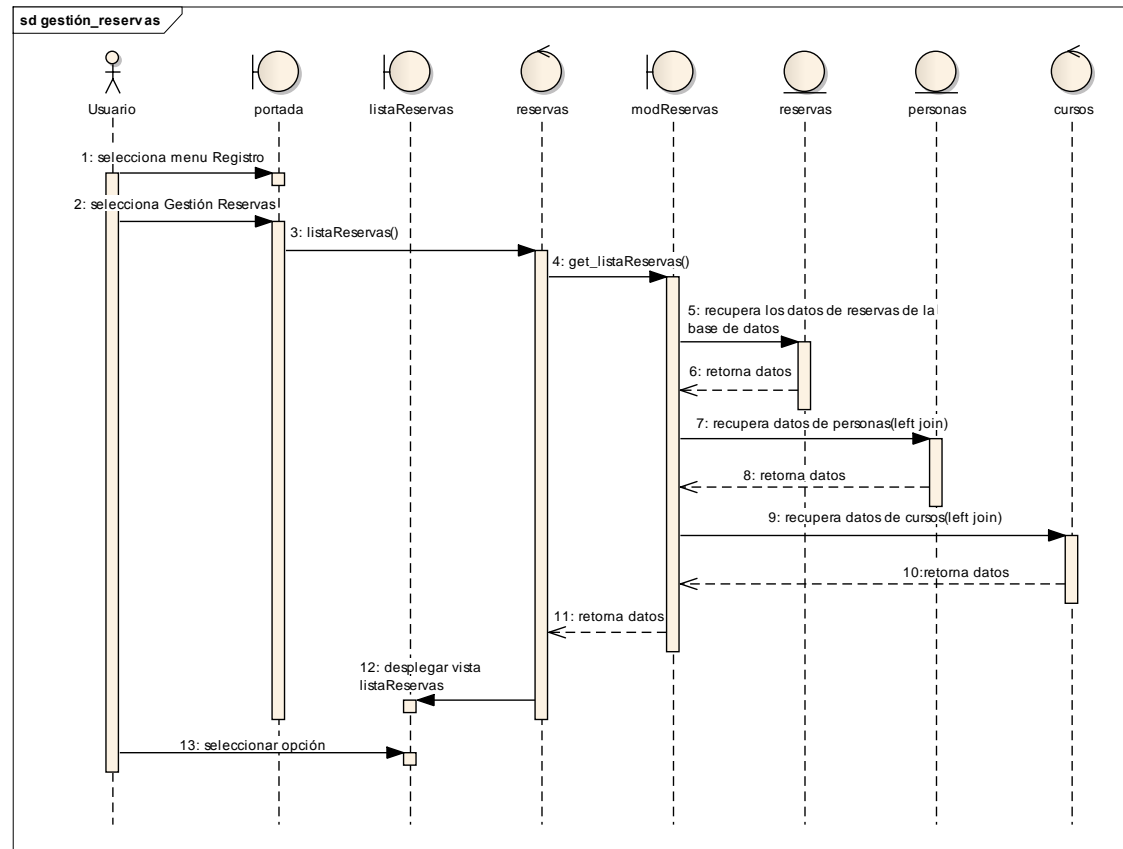 sd gestión_reservas
Usuario
portada
listaReservas
reservas
modReservas
reservas
personas
cursos
1: selecciona menu Registro
2: selecciona Gestión Reservas
3: listaReservas()
4: get_listaReservas()
5: recupera los datos de reservas de la
base de datos
6: retorna datos
7: recupera datos de personas(left join)
8: retorna datos
9: recupera datos de cursos(left join)
10:retorna datos
11: retorna datos
12: desplegar vista
listaReservas
13: seleccionar opción